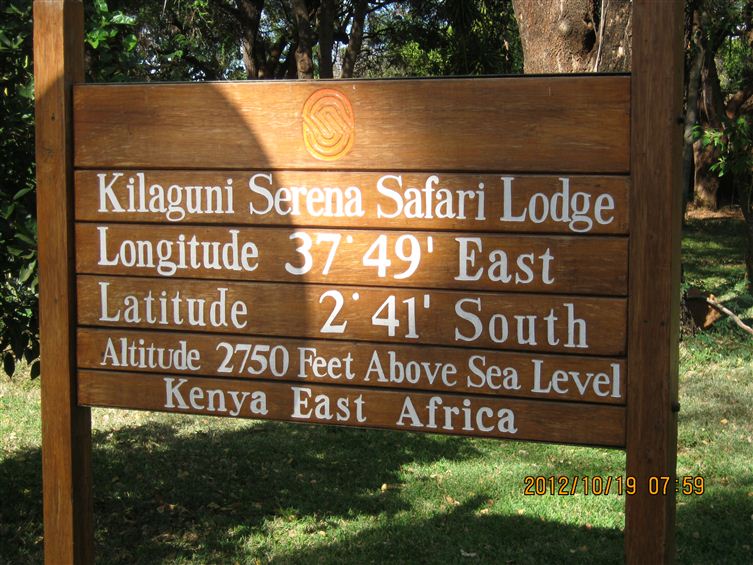 Kilaguni Serena Safari Lodge
Longitude 37°49' East
Latitude 2°41' South
Altitude 2750 Feet Above Sea Level
Kenya East Africa
2012/10/19 07:59